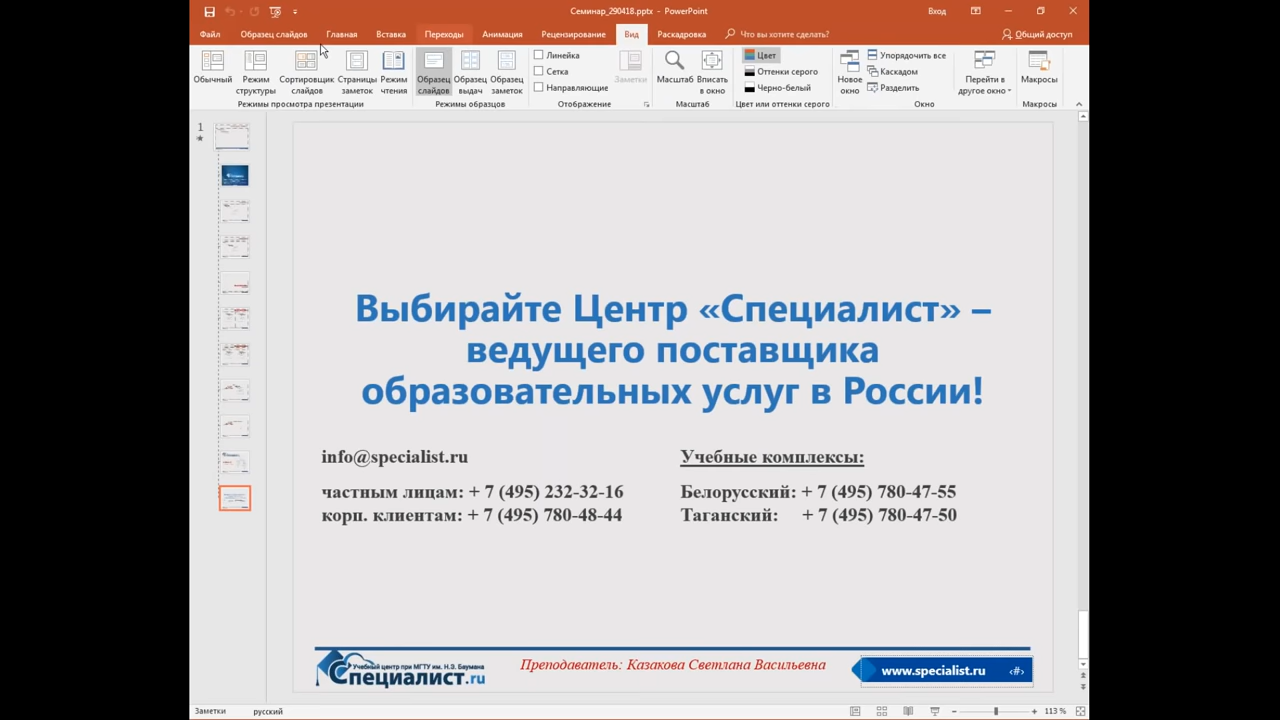 Семинар_290418.pptx - PowerPoint
Вход
Файл Образец слайдов Главная Вставка Переходы Анимация Рецензирование Вид Раскадровка Что вы хотите сделать? Общий доступ
Обычный
Режим структуры
Сортировщик слайдов
Страницы заметок
Режим чтения
Режимы просмотра презентации
Образец слайдов
Образец выдач
Образец заметок
Режимы образцов
Линейка
Сетка
Направляющие
Отображение
Заметки
Масштаб
Вписать в окно
Масштаб
Цвет
Оттенки серого
Черно-белый
Цвет или оттенки серого
Новое окно
Упорядочить все
Каскадом
Разделить
Перейти в другое окно
Окно
Макросы
Макросы
1
Выбирайте Центр «Специалист» –
ведущего поставщика
образовательных услуг в России!
info@specialist.ru
частным лицам: + 7 (495) 232-32-16
корп. клиентам: + 7 (495) 780-48-44
Учебные комплексы:
Белорусский: + 7 (495) 780-47-55
Таганский: + 7 (495) 780-47-50
Учебный центр при МГТУ им. Н.Э. Баумана
Специалист.ru
Преподаватель: Казакова Светлана Васильевна
www.specialist.ru ‹#›
Заметки русский 113 %